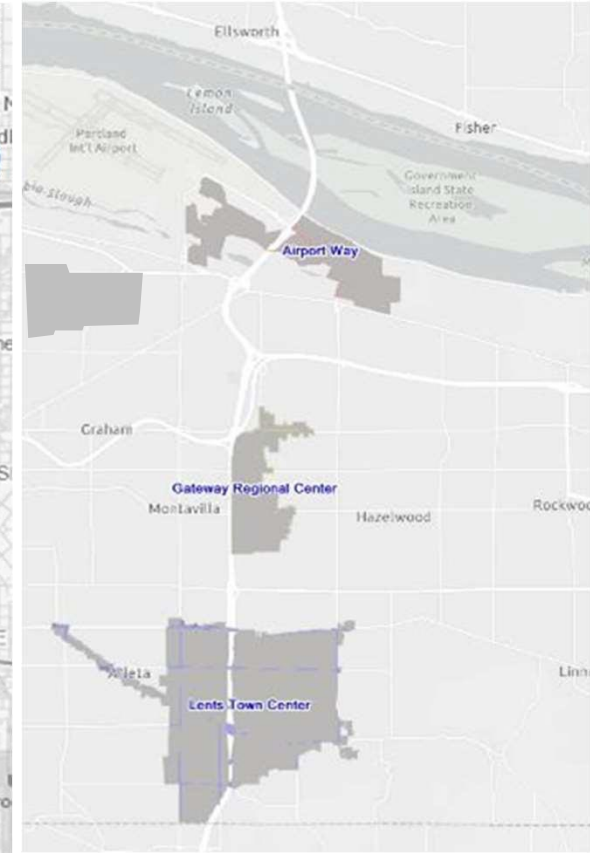 Ellsworth
Lemon
Island
Fisher
Portland
Int'l Airport
Government
Island State
Recreation
Area
Airport Way
Graham
Gateway Regional Center
Montavilla
Hazelwood
Arleta
Lents Town Center